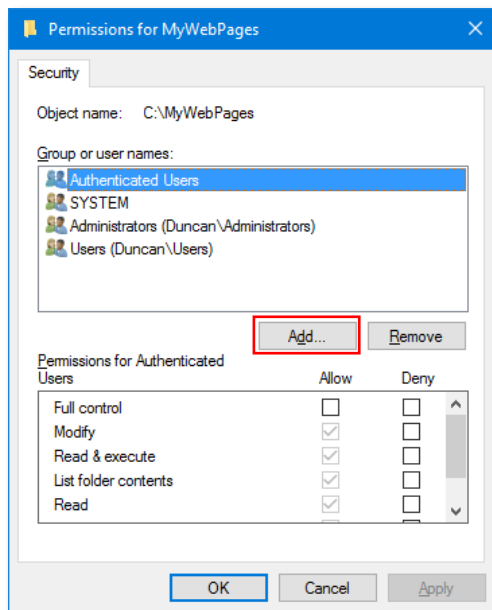 Permissions for MyWebPages
Security
Object name: C:\MyWebPages
Group or user names:
Authenticated Users
SYSTEM
Administrators (Duncan\Administrators)
Users (Duncan\Users)
Add... Remove
Permissions for Authenticated
Users Allow Deny
Full control
Modify
Read & execute
List folder contents
Read
OK Cancel Apply